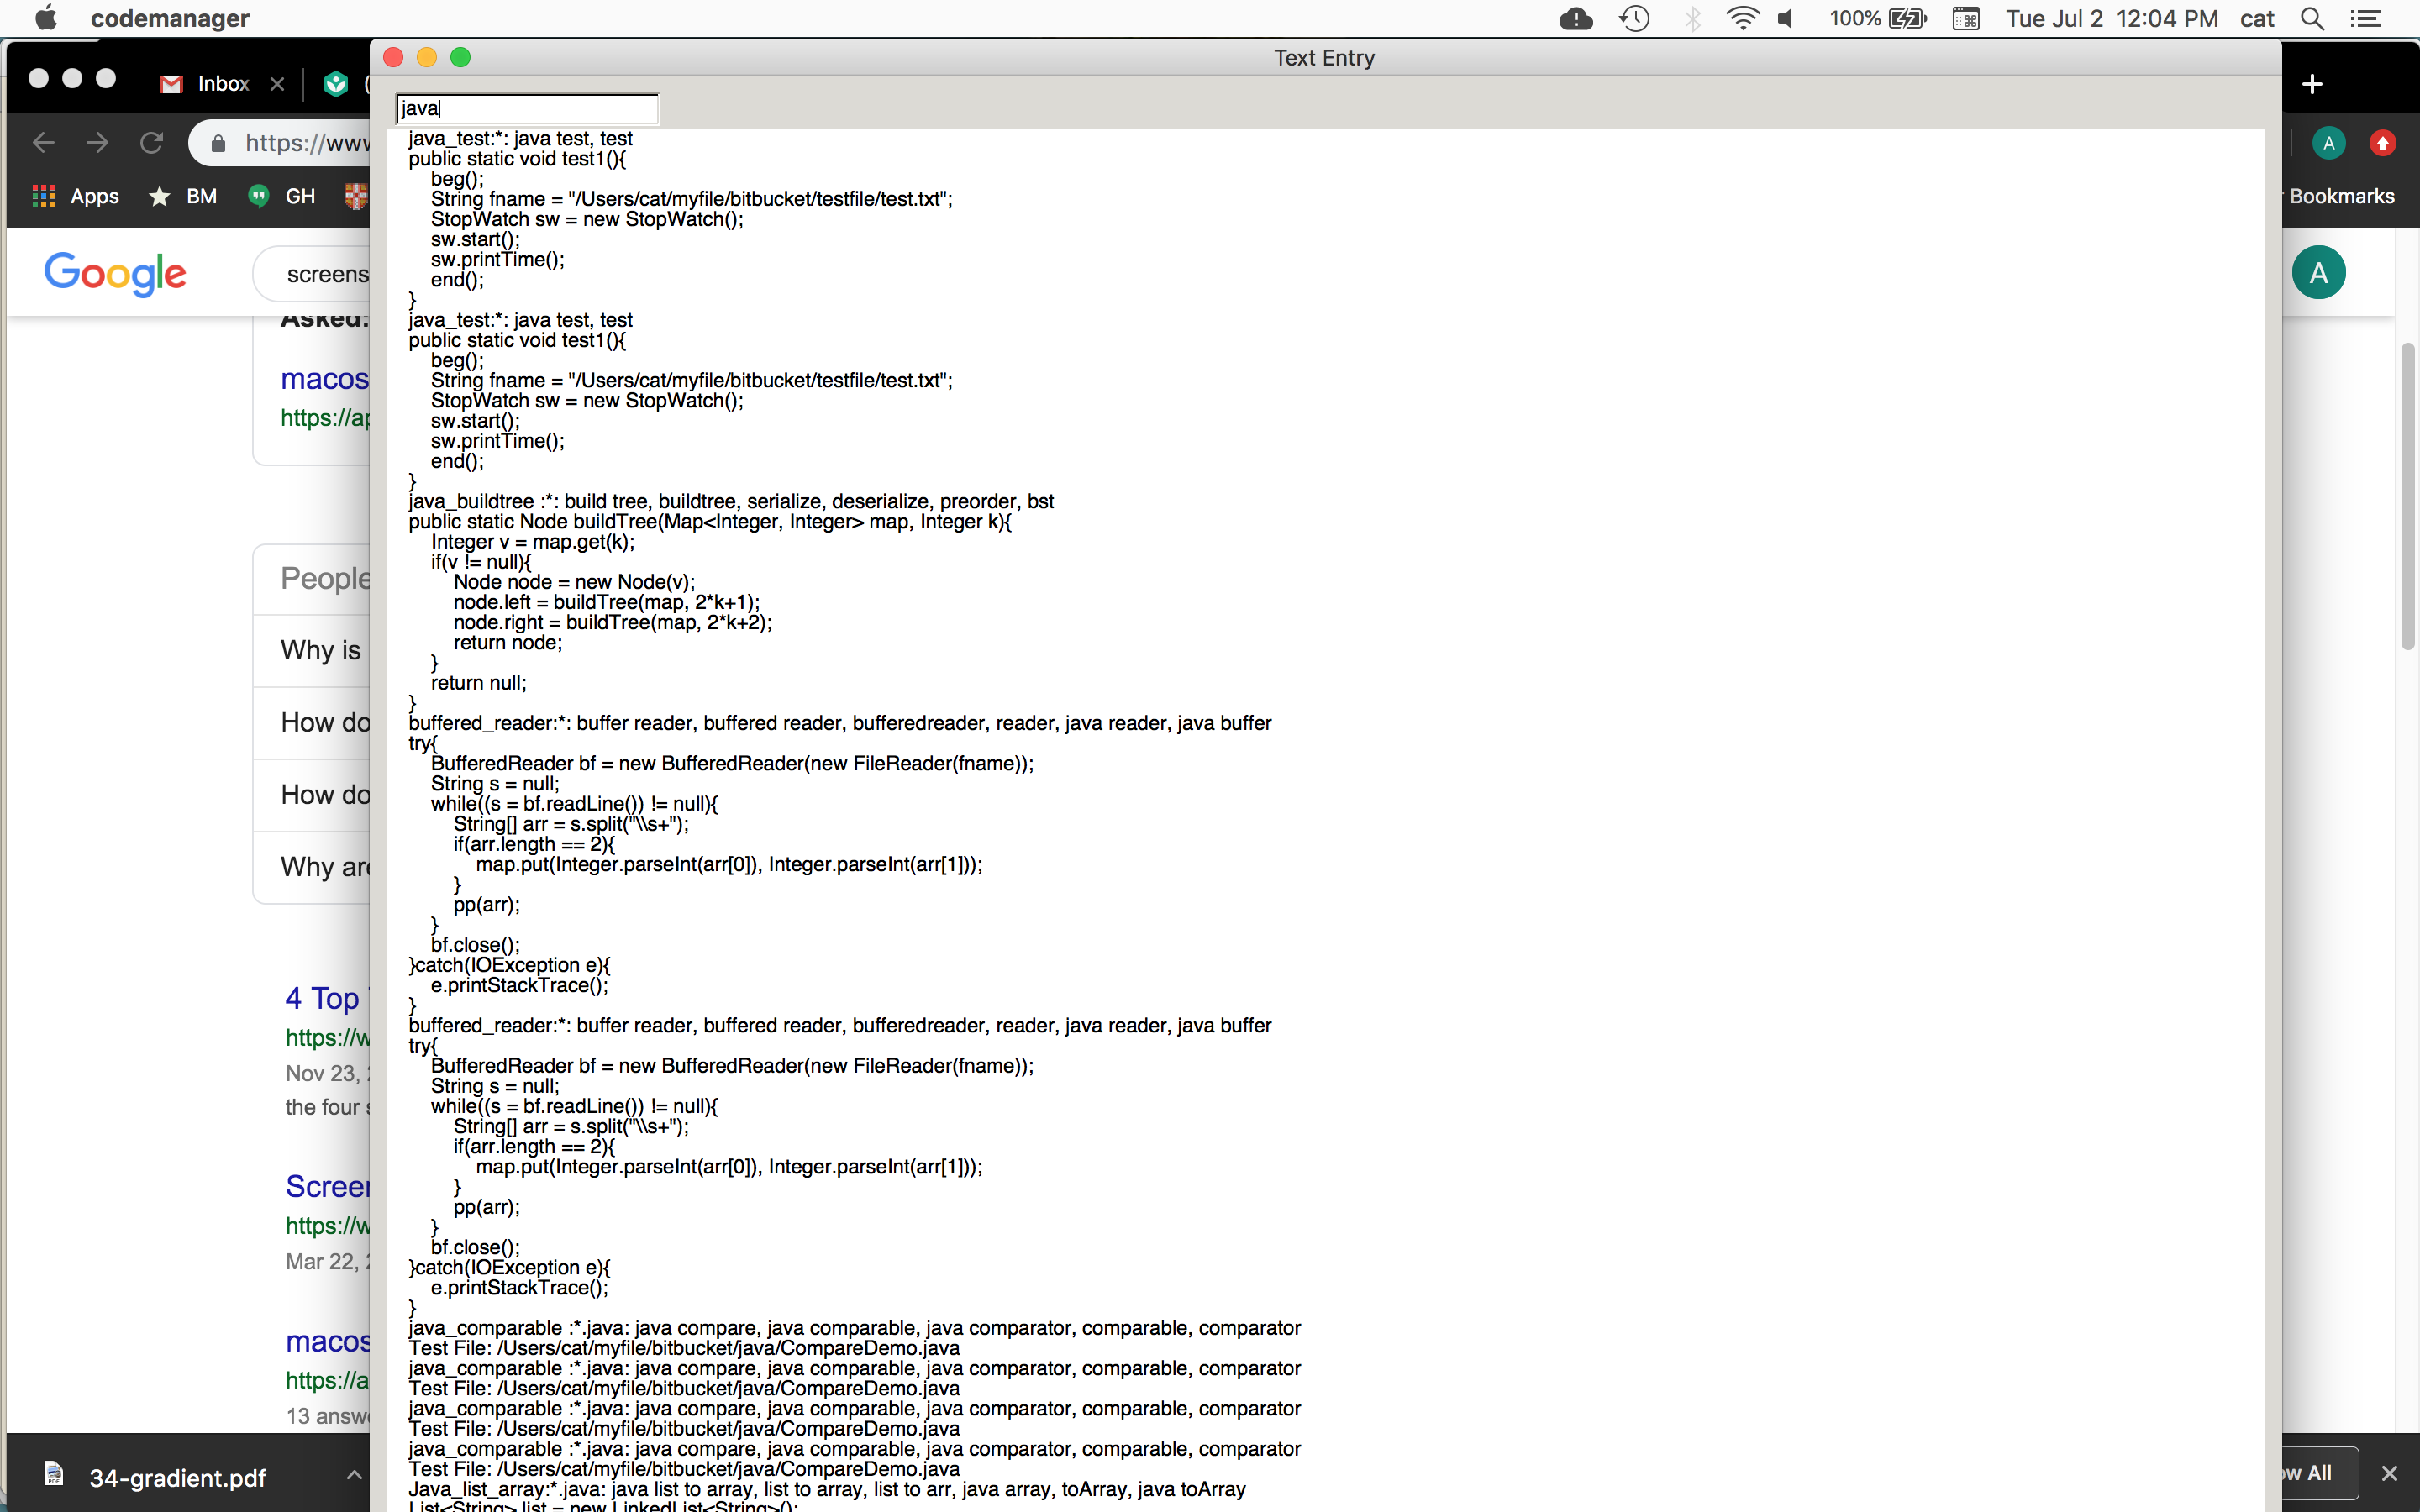 codemanager
100%
Tue Jul 2 12:04 PM cat
Inbox
Text Entry
https://www
Apps
BM
GH
Bookmarks
A
Google
screens
A
Asked:
macos
https://ap
People
Why is
How do
How do
Why are
4 Top
https://w
Nov 23,
the four s
Screen
https://w
Mar 22, 2
macos
https://a
13 answ
34-gradient.pdf
ow All
java
java_test:*: java test, test
public static void test1(){
beg();
String fname = "/Users/cat/myfile/bitbucket/testfile/test.txt";
StopWatch sw = new StopWatch();
sw.start();
sw.printTime();
end();
}
java_test:*: java test, test
public static void test1(){
beg();
String fname = "/Users/cat/myfile/bitbucket/testfile/test.txt";
StopWatch sw = new StopWatch();
sw.start();
sw.printTime();
end();
}
java_buildtree :*: build tree, buildtree, serialize, deserialize, preorder, bst
public static Node buildTree(Map<Integer, Integer> map, Integer k){
Integer v = map.get(k);
if(v != null){
Node node = new Node(v);
node.left = buildTree(map, 2*k+1);
node.right = buildTree(map, 2*k+2);
return node;
}
return null;
}
buffered_reader:*: buffer reader, buffered reader, bufferedreader, reader, java reader, java buffer
try{
BufferedReader bf = new BufferedReader(new FileReader(fname));
String s = null;
while((s = bf.readLine()) != null){
String[] arr = s.split("\\s+");
if(arr.length == 2){
map.put(Integer.parseInt(arr[0]), Integer.parseInt(arr[1]));
}
pp(arr);
}
bf.close();
}catch(IOException e){
e.printStackTrace();
}
buffered_reader:*: buffer reader, buffered reader, bufferedreader, reader, java reader, java buffer
try{
BufferedReader bf = new BufferedReader(new FileReader(fname));
String s = null;
while((s = bf.readLine()) != null){
String[] arr = s.split("\\s+");
if(arr.length == 2){
map.put(Integer.parseInt(arr[0]), Integer.parseInt(arr[1]));
}
pp(arr);
}
bf.close();
}catch(IOException e){
e.printStackTrace();
}
java_comparable :*.java: java compare, java comparable, java comparator, comparable, comparator
Test File: /Users/cat/myfile/bitbucket/java/CompareDemo.java
java_comparable :*.java: java compare, java comparable, java comparator, comparable, comparator
Test File: /Users/cat/myfile/bitbucket/java/CompareDemo.java
java_comparable :*.java: java compare, java comparable, java comparator, comparable, comparator
Test File: /Users/cat/myfile/bitbucket/java/CompareDemo.java
java_comparable :*.java: java compare, java comparable, java comparator, comparable, comparator
Test File: /Users/cat/myfile/bitbucket/java/CompareDemo.java
Java_list_array:*.java: java list to array, list to array, list to arr, java array, toArray, java toArray
List<String> list = new LinkedList<String>();